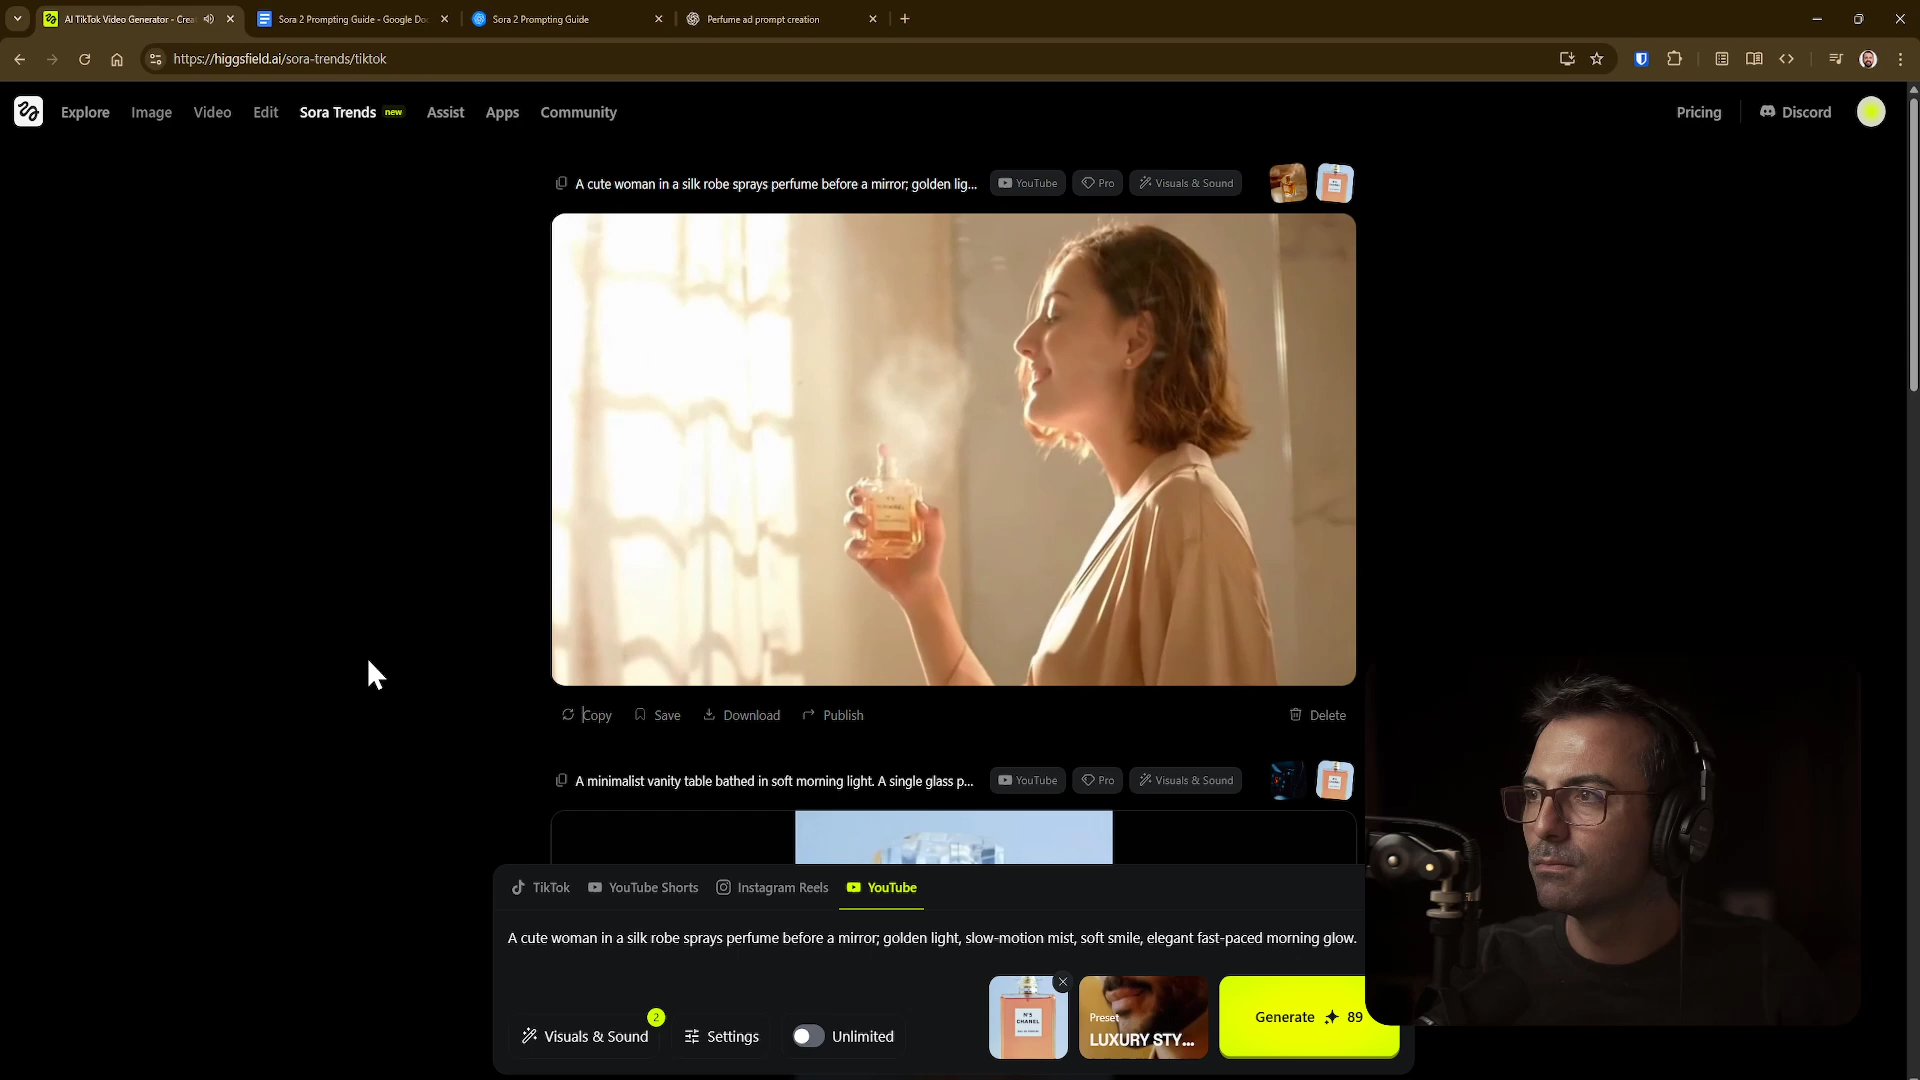 AI TikTok Video Generator - Crea
Sora 2 Prompting Guide - Google Do
Sora 2 Prompting Guide
Perfume ad prompt creation
https://higgsfield.ai/sora-trends/tiktok
Explore
Image
Video
Edit
Sora Trends new
Assist
Apps
Community
Pricing
Discord
A cute woman in a silk robe sprays perfume before a mirror; golden lig...
YouTube
Pro
Visuals & Sound
Copy
Save
Download
Publish
Delete
A minimalist vanity table bathed in soft morning light. A single glass p...
YouTube
Pro
Visuals & Sound
TikTok
YouTube Shorts
Instagram Reels
YouTube
A cute woman in a silk robe sprays perfume before a mirror; golden light, slow-motion mist, soft smile, elegant fast-paced morning glow.
Visuals & Sound
2
Settings
Unlimited
N°5
CHANEL
Preset
LUXURY STY...
Generate 89